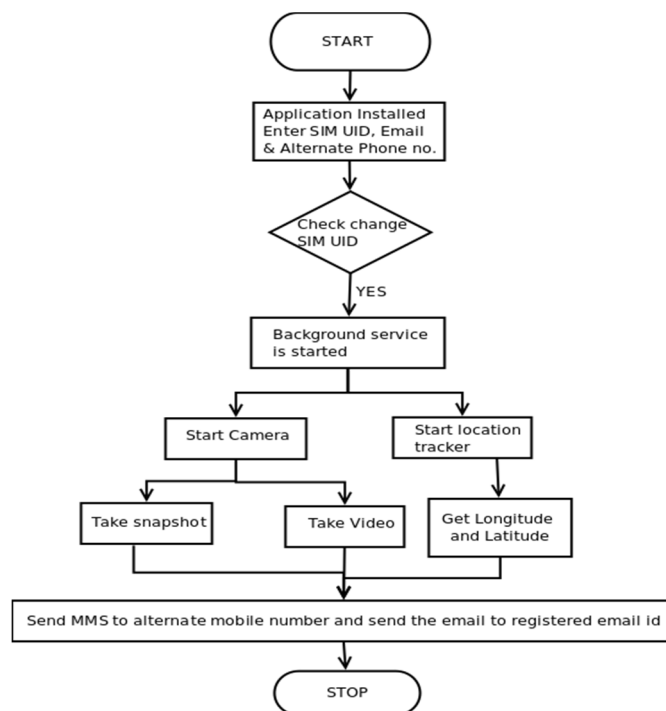 START
Application Installed
Enter SIM UID, Email
& Alternate Phone no.
Check change
SIM UID
YES
Background service
is started
Start Camera
Start location
tracker
Take snapshot
Take Video
Get Longitude
and Latitude
Send MMS to alternate mobile number and send the email to registered email id
STOP